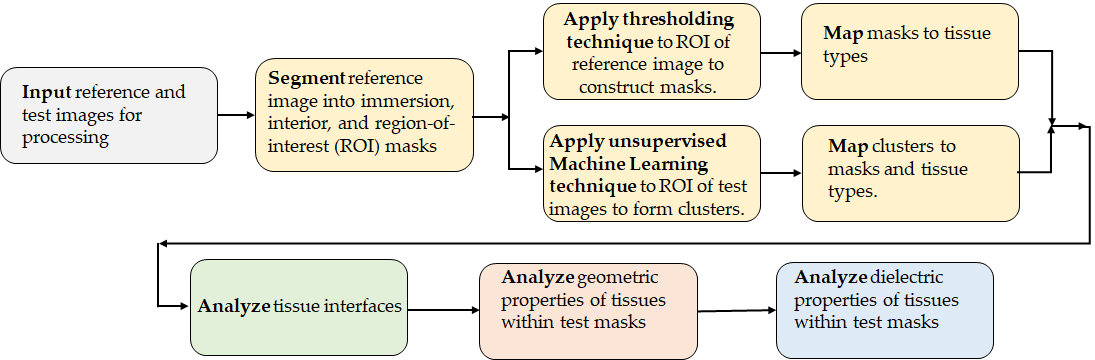 Input reference and
test images for
processing
Segment reference
image into immersion,
interior, and region-of-
interest (ROI) masks
Apply thresholding
technique to ROI of
reference image to
construct masks.
Map masks to tissue
types
Apply unsupervised
Machine Learning
technique to ROI of test
images to form clusters.
Map clusters to
masks and tissue
types.
Analyze tissue interfaces
Analyze geometric
properties of tissues
within test masks
Analyze dielectric
properties of tissues
within test masks